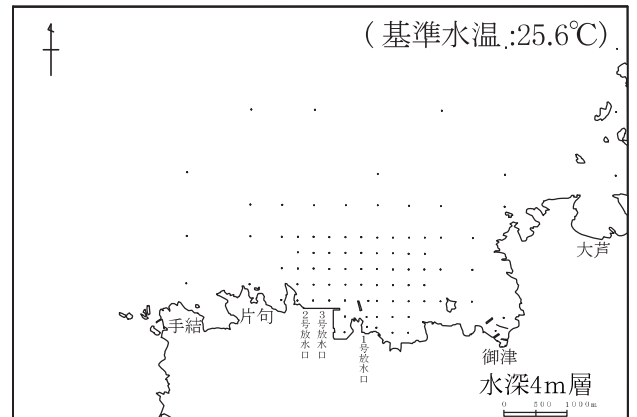 (基準水温:25.6℃)
大芦
手結
片句
2号放水口
3号放水口
1号放水口
御津
水深4m層
0 500 1000m